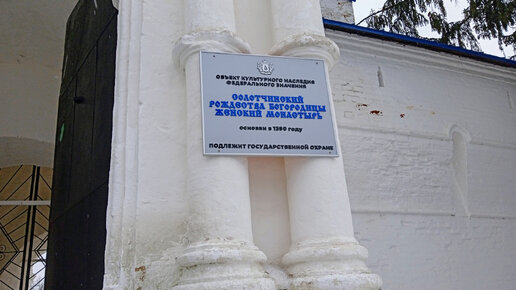 ОБЪЕКТ КУЛЬТУРНОГО НАСЛЕДИЯ
ФЕДЕРАЛЬНОГО ЗНАЧЕНИЯ
СОЛОТЧИНСКИЙ
РОЖДЕСТВА БОГОРОДИЦЫ
ЖЕНСКИЙ МОНАСТЫРЬ
ОСНОВАН В 1390 ГОДУ
ПОДЛЕЖИТ ГОСУДАРСТВЕННОЙ ОХРАНЕ